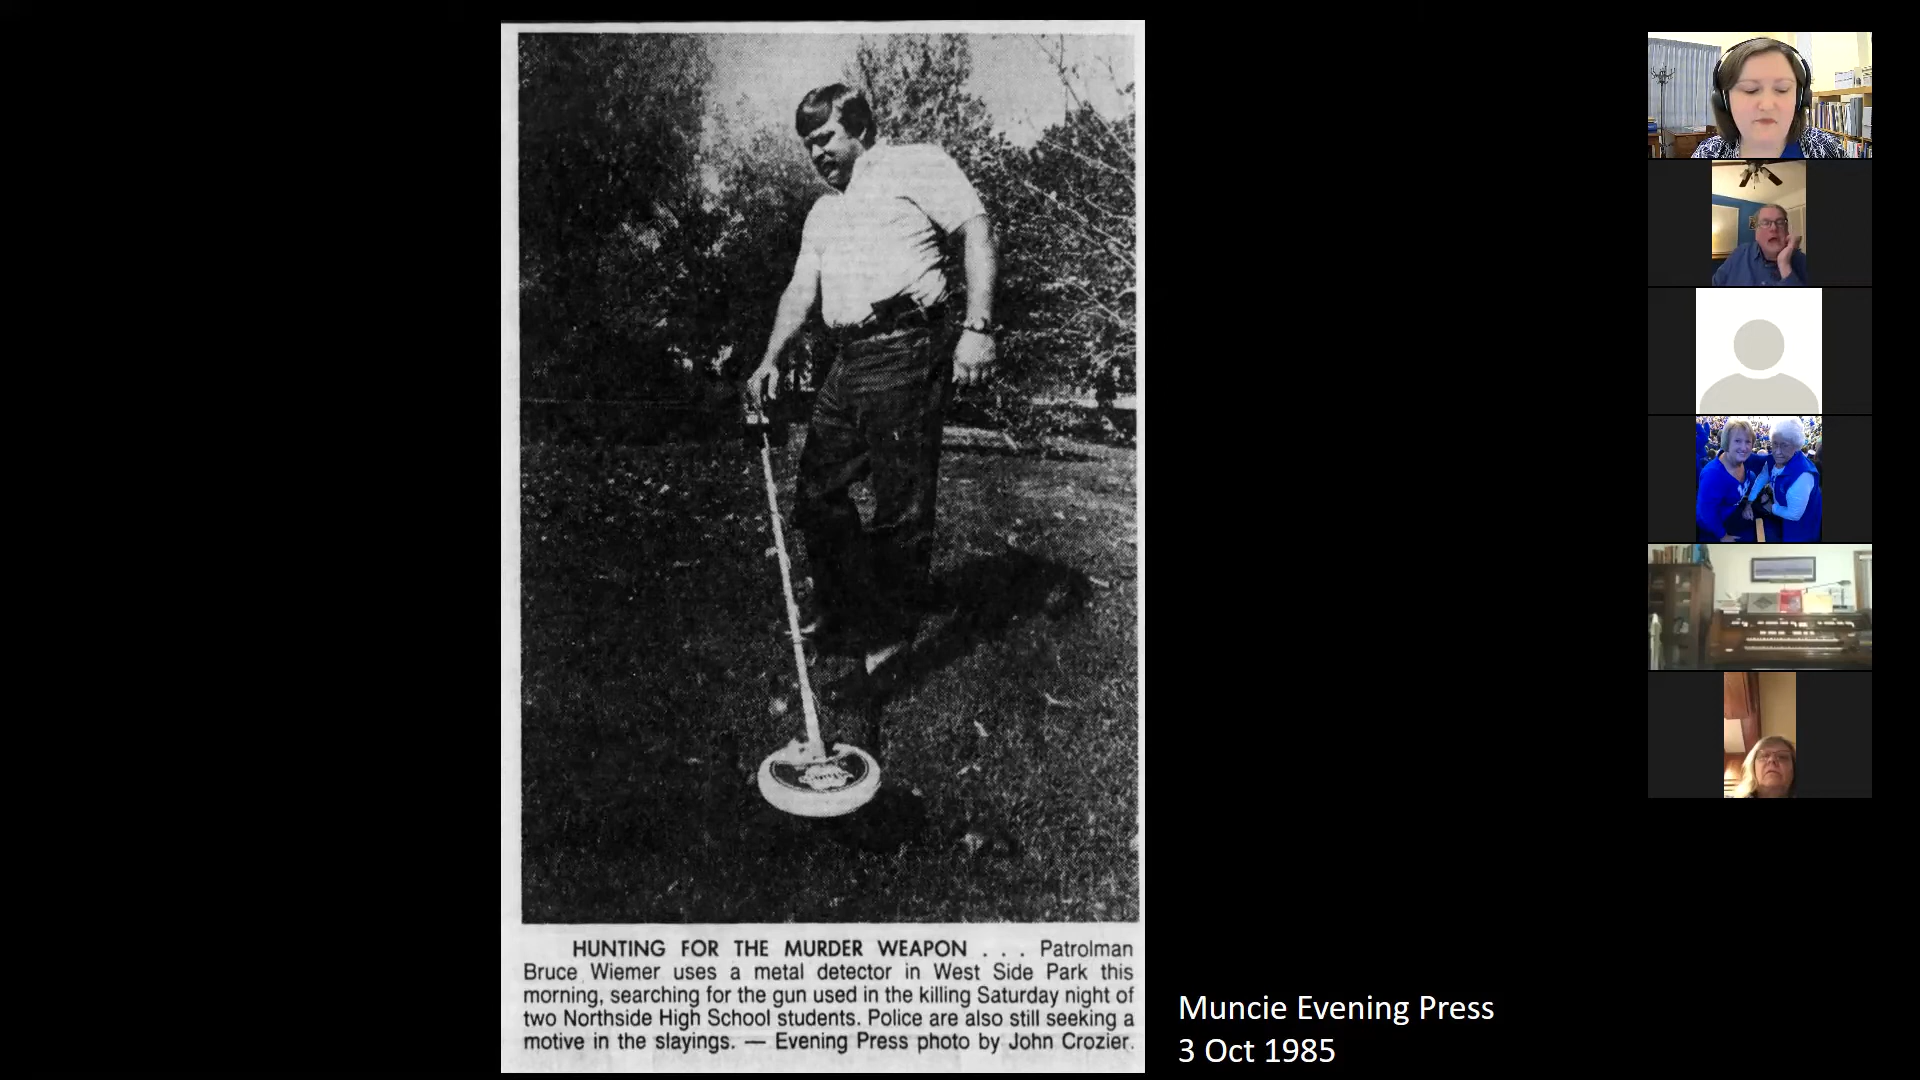 HUNTING FOR THE MURDER WEAPON . . . Patrolman
Bruce Wiemer uses a metal detector in West Side Park this
morning, searching for the gun used in the killing Saturday night of
two Northside High School students. Police are also still seeking a
motive in the slayings. — Evening Press photo by John Crozier.
Muncie Evening Press
3 Oct 1985